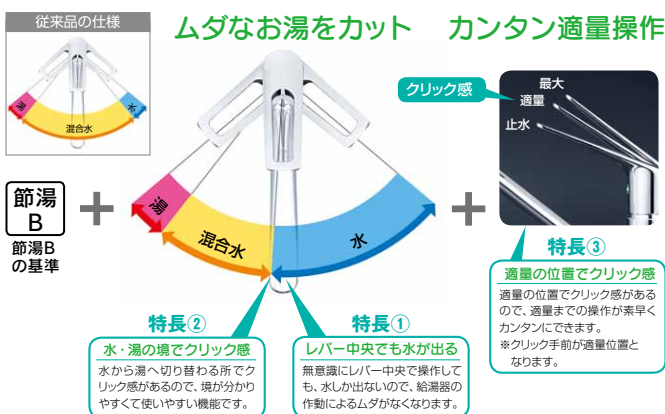 従来品の仕様
湯
混合水
水
ムダなお湯をカット
カンタン適量操作
クリック感
最大
適量
止水
節湯
B
節湯B
の基準
+
湯
混合水
水
+
特長③
適量の位置でクリック感
適量の位置でクリック感がある
ので、適量までの操作が素早く
カンタンにできます。
※クリック手前が適量位置と
なります。
特長②
水・湯の境でクリック感
水から湯へ切り替わる所でク
リック感があるので、境が分かり
やすくて使いやすい機能です。
特長①
レバー中央でも水が出る
無意識にレバー中央で操作して
も、水しか出ないので、給湯器の
作動によるムダがなくなります。